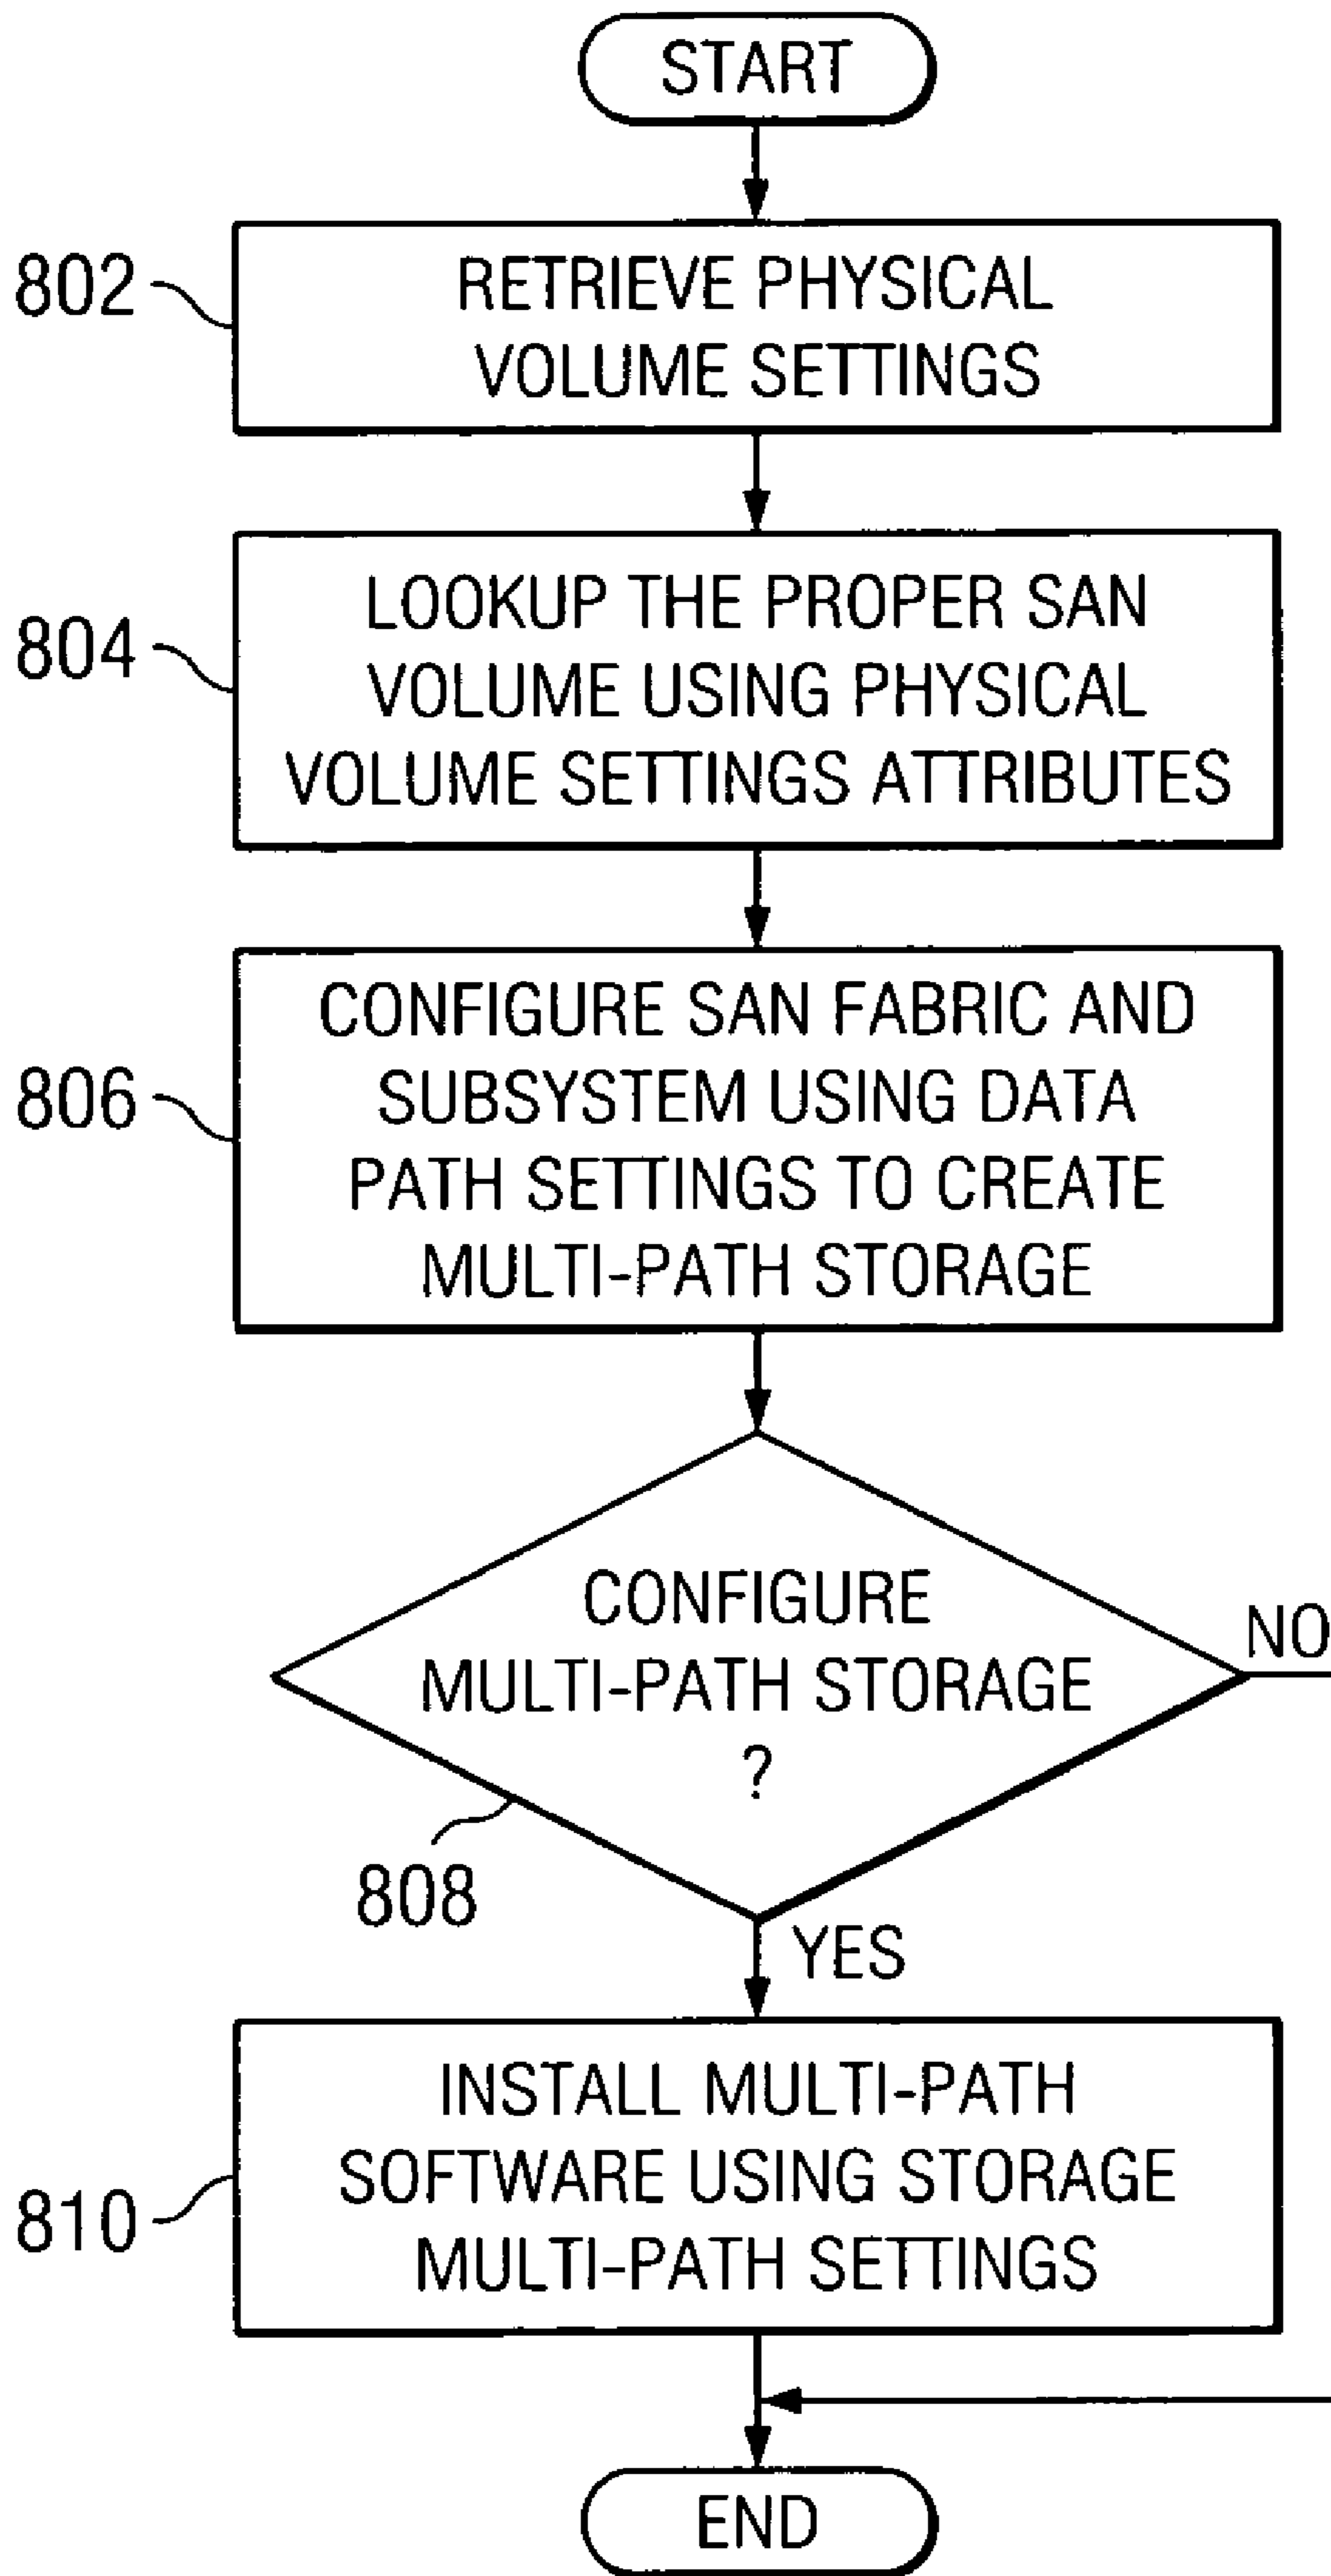 START
802
RETRIEVE PHYSICAL
VOLUME SETTINGS
804
LOOKUP THE PROPER SAN
VOLUME USING PHYSICAL
VOLUME SETTINGS ATTRIBUTES
806
CONFIGURE SAN FABRIC AND
SUBSYSTEM USING DATA
PATH SETTINGS TO CREATE
MULTI-PATH STORAGE
CONFIGURE
MULTI-PATH STORAGE
?
NO
808
YES
810
INSTALL MULTI-PATH
SOFTWARE USING STORAGE
MULTI-PATH SETTINGS
END